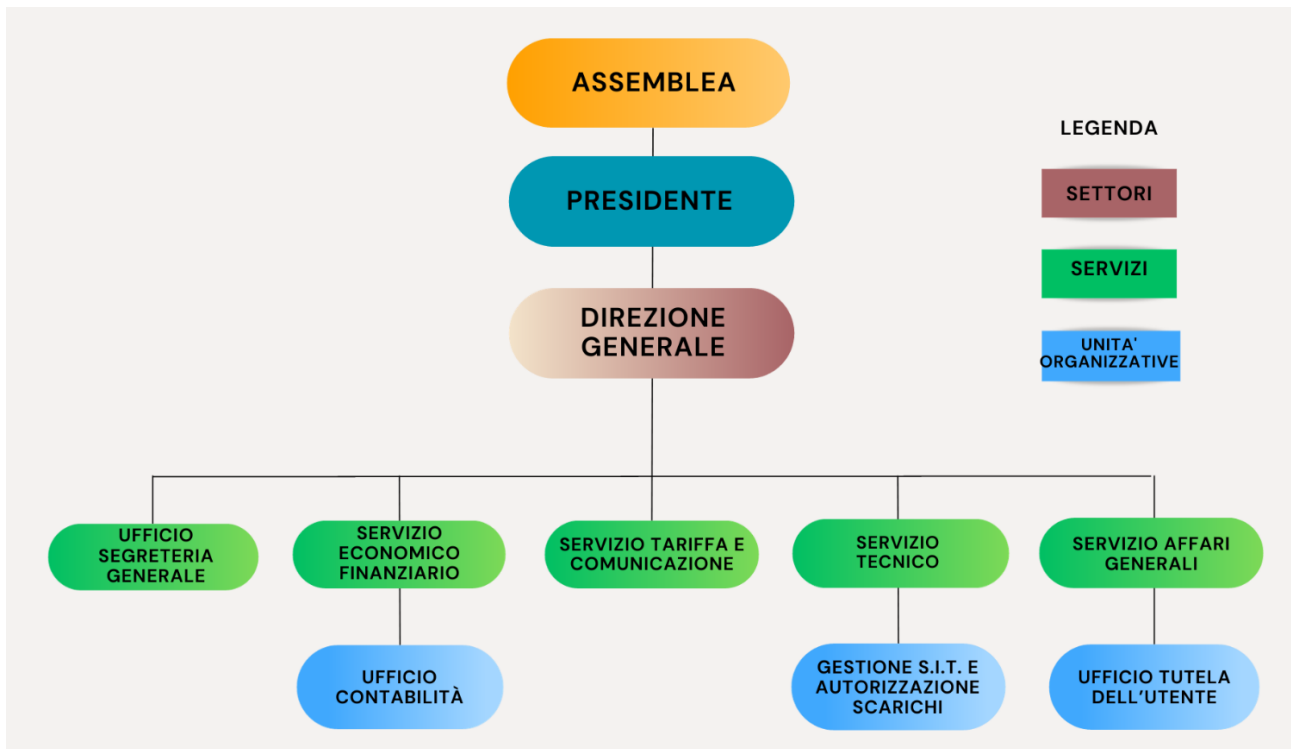 ASSEMBLEA
PRESIDENTE
DIREZIONE
GENERALE
LEGENDA
SETTORI
SERVIZI
UNITA'
ORGANIZZATIVE
UFFICIO
SEGRETERIA
GENERALE
SERVIZIO
ECONOMICO
FINANZIARIO
SERVIZIO TARIFFA E
COMUNICAZIONE
SERVIZIO
TECNICO
SERVIZIO AFFARI
GENERALI
UFFICIO
CONTABILITÀ
GESTIONE S.I.T. E
AUTORIZZAZIONE
SCARICHI
UFFICIO TUTELA
DELL'UTENTE